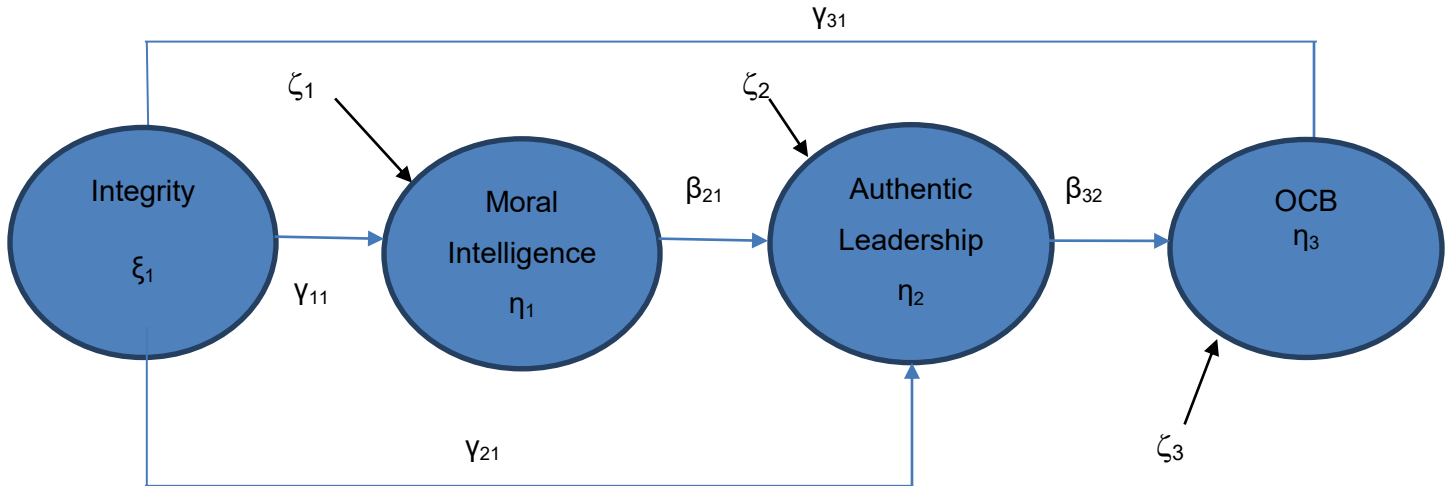 γ₃₁
ζ₁
ζ₂
Integrity
ξ₁
γ₁₁
Moral
Intelligence
η₁
β₂₁
Authentic
Leadership
η₂
β₃₂
OCB
η₃
γ₂₁
ζ₃